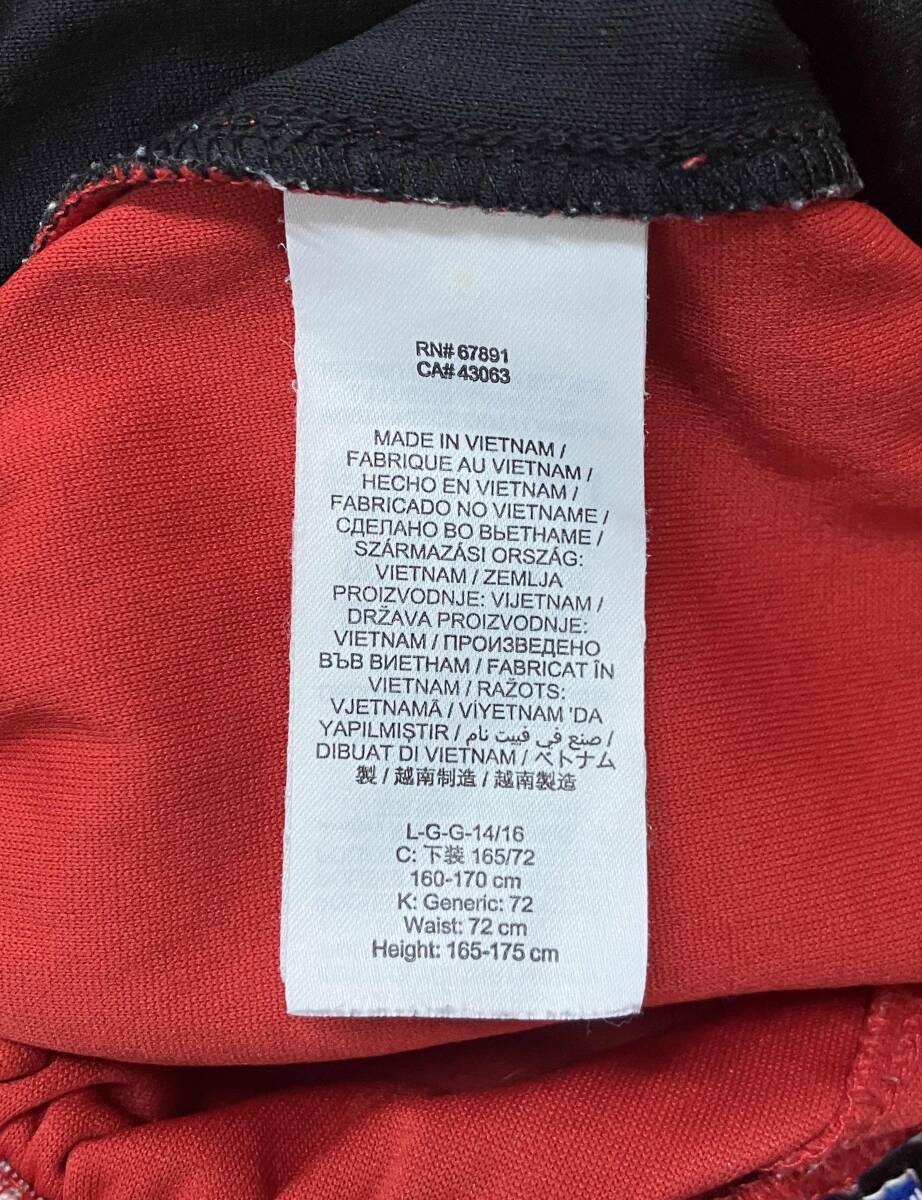 RN# 67891
CA# 43063
MADE IN VIETNAM /
FABRIQUE AU VIETNAM /
HECHO EN VIETNAM /
FABRICADO NO VIETNAME /
СДЕЛАНО ВО ВЬЕТНАМЕ /
SZÁRMAZÁSI ORSZÁG:
VIETNAM / ZEMLJA
PROIZVODNJE: VIJETNAM /
DRŽAVA PROIZVODNJE:
VIETNAM / ПРОИЗВЕДЕНО
ВЪВ ВИЕТНАМ / FABRICAT ÎN
VIETNAM / RAŽOTS:
VJETNAMĀ / VİYETNAM 'DA
YAPILMIŞTIR / صنع في فييت نام /
DIBUAT DI VIETNAM / ベトナム
製 / 越南制造 / 越南製造
L-G-G-14/16
C: 下装 165/72
160-170 cm
K: Generic: 72
Waist: 72 cm
Height: 165-175 cm